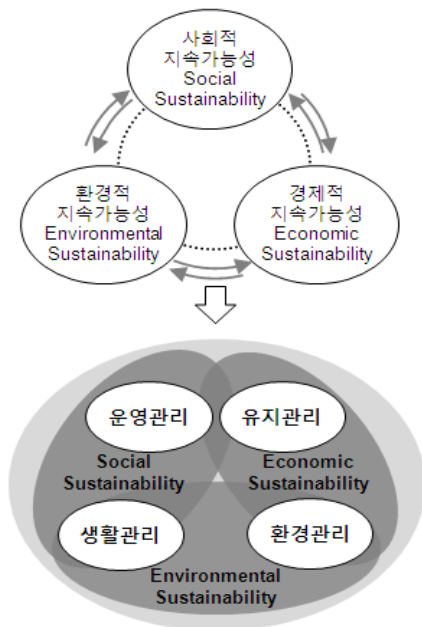 사회적
지속가능성
Social
Sustainability
환경적
지속가능성
Environmental
Sustainability
경제적
지속가능성
Economic
Sustainability
운영관리
유지관리
Social
Sustainability
Economic
Sustainability
생활관리
환경관리
Environmental
Sustainability